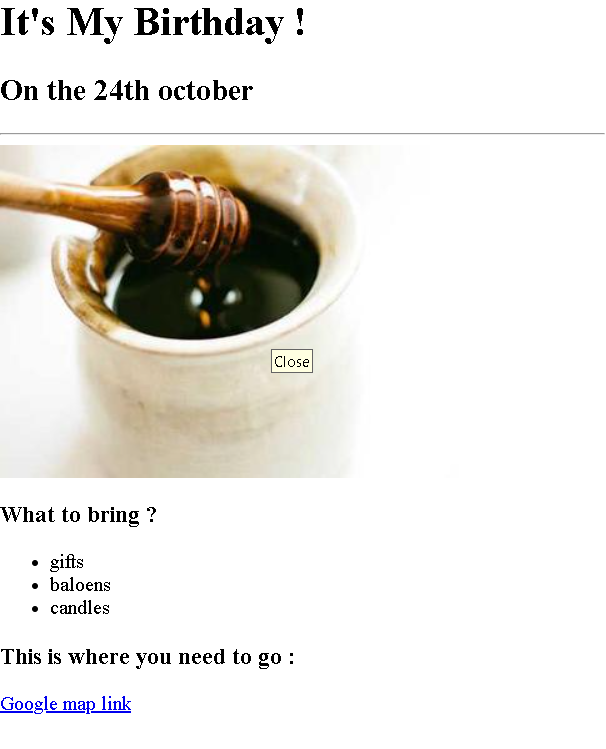 It's My Birthday !
On the 24th october
Close
What to bring ?
gifts
baloens
candles
This is where you need to go :
Google map link